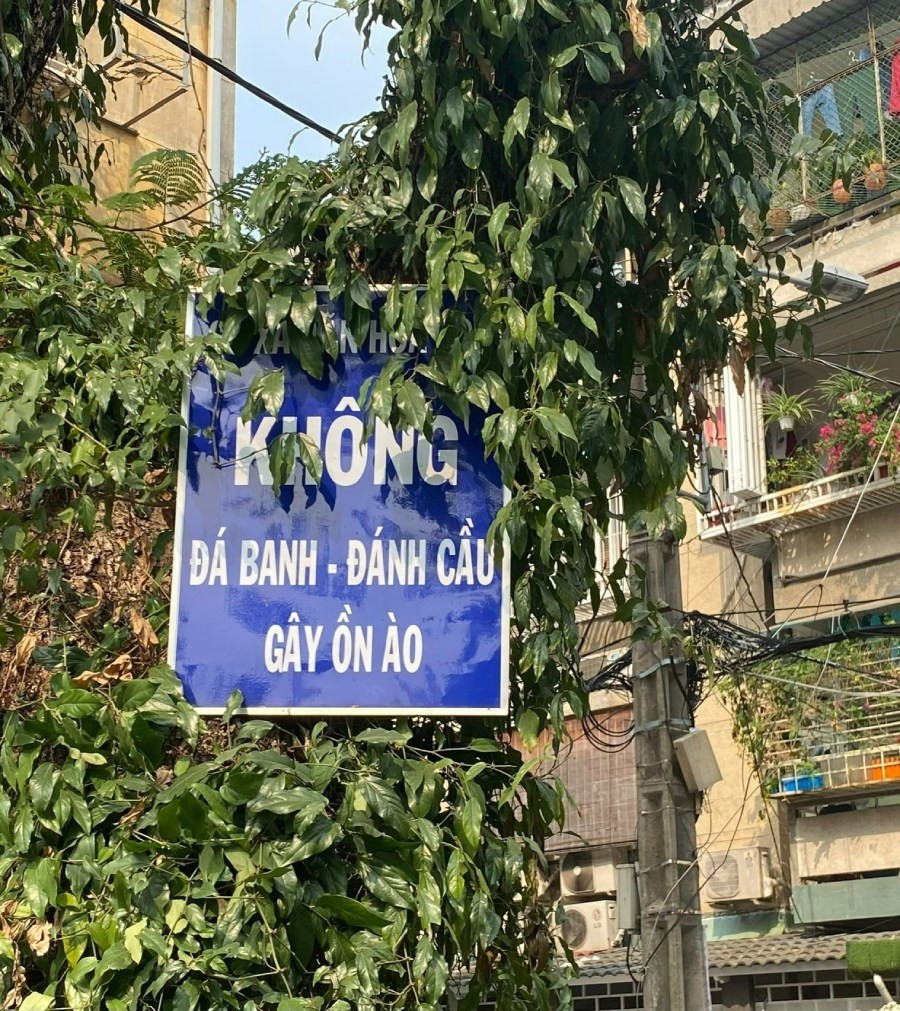 KHÔNG
ĐÁ BANH - ĐÁNH CẦU
GÂY ỒN ÀO